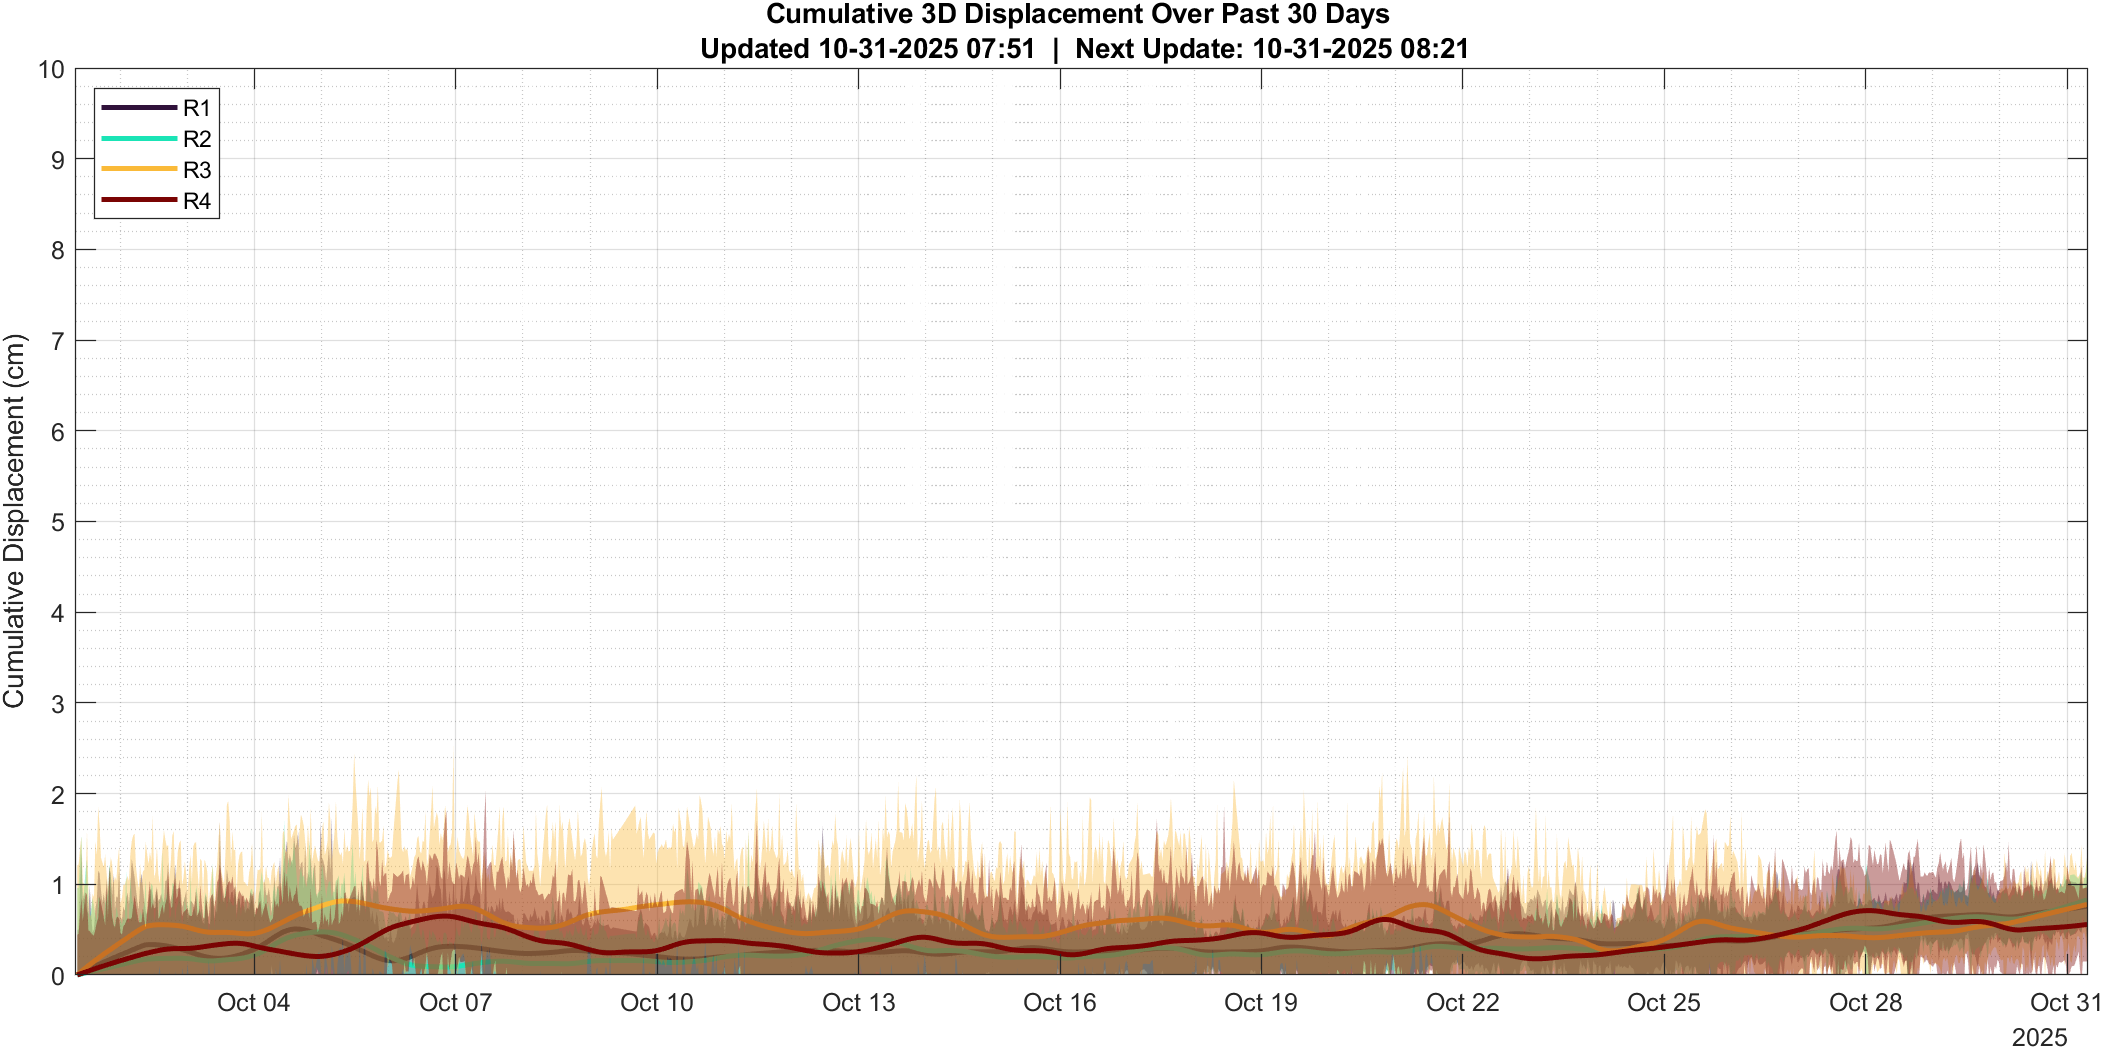 Cumulative 3D Displacement Over Past 30 Days
Updated 10-31-2025 07:51 | Next Update: 10-31-2025 08:21
Cumulative Displacement (cm)
10
9
8
7
6
5
4
3
2
1
0
R1
R2
R3
R4
Oct 04 Oct 07 Oct 10 Oct 13 Oct 16 Oct 19 Oct 22 Oct 25 Oct 28 Oct 31
2025